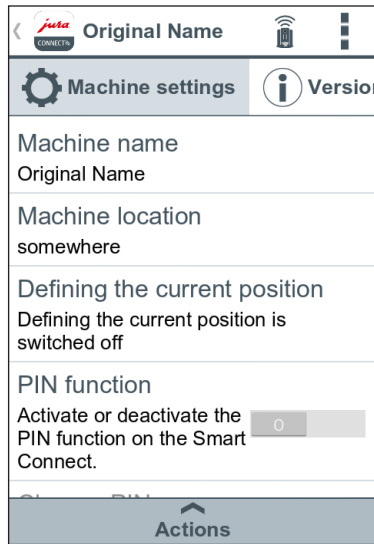 jura
CONNECT®
Original Name
Machine settings
Versio
Machine name
Original Name
Machine location
somewhere
Defining the current position
Defining the current position is
switched off
PIN function
Activate or deactivate the
PIN function on the Smart
Connect.
0
Actions